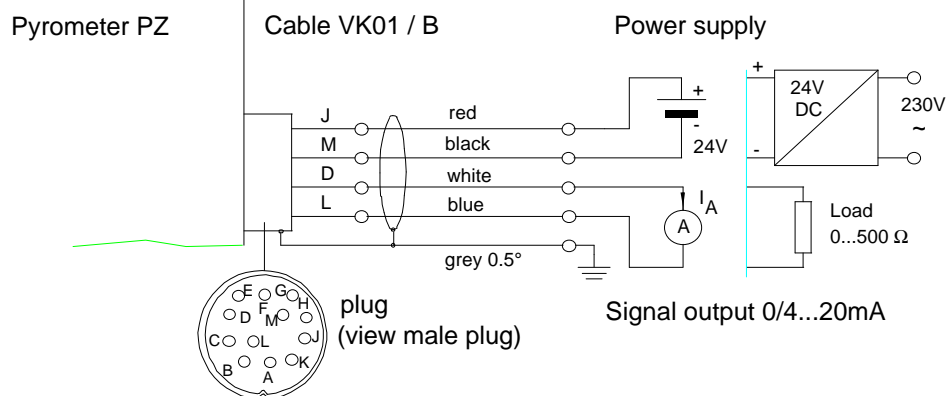 Pyrometer PZ
Cable VK01 / B
Power supply
J red
M black
D white
L blue
grey 0.5°
+
-
24V
I A
A
+
-
24V
DC
230V
~
Load
0...500 Ω
Signal output 0/4...20mA
plug
(view male plug)
E F G H
D M
C L J
B A K